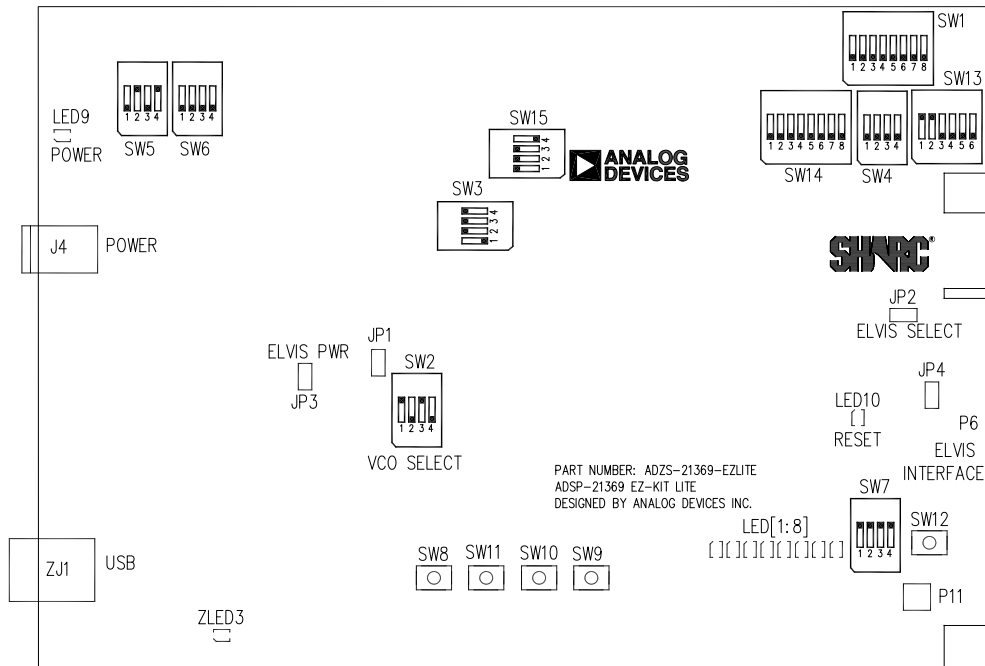 SW1
1 2 3 4 5 6 7 8
SW13
1 2 3 4 5 6
LED9
POWER
1 2 3 4
SW5
1 2 3 4
SW6
SW15
1 2 3 4
ANALOG
DEVICES
1 2 3 4 5 6 7 8
SW14
1 2 3 4
SW4
SW3
1 2 3 4
J4
POWER
SHARC®
JP2
ELVIS SELECT
ELVIS PWR
JP3
JP1
SW2
1 2 3 4
VCO SELECT
JP4
LED10
RESET
P6
ELVIS
INTERFACE
PART NUMBER: ADZS-21369-EZLITE
ADSP-21369 EZ-KIT LITE
DESIGNED BY ANALOG DEVICES INC.
SW7
1 2 3 4
LED[1:8]
SW12
ZJ1
USB
SW8
SW11
SW10
SW9
P11
ZLED3